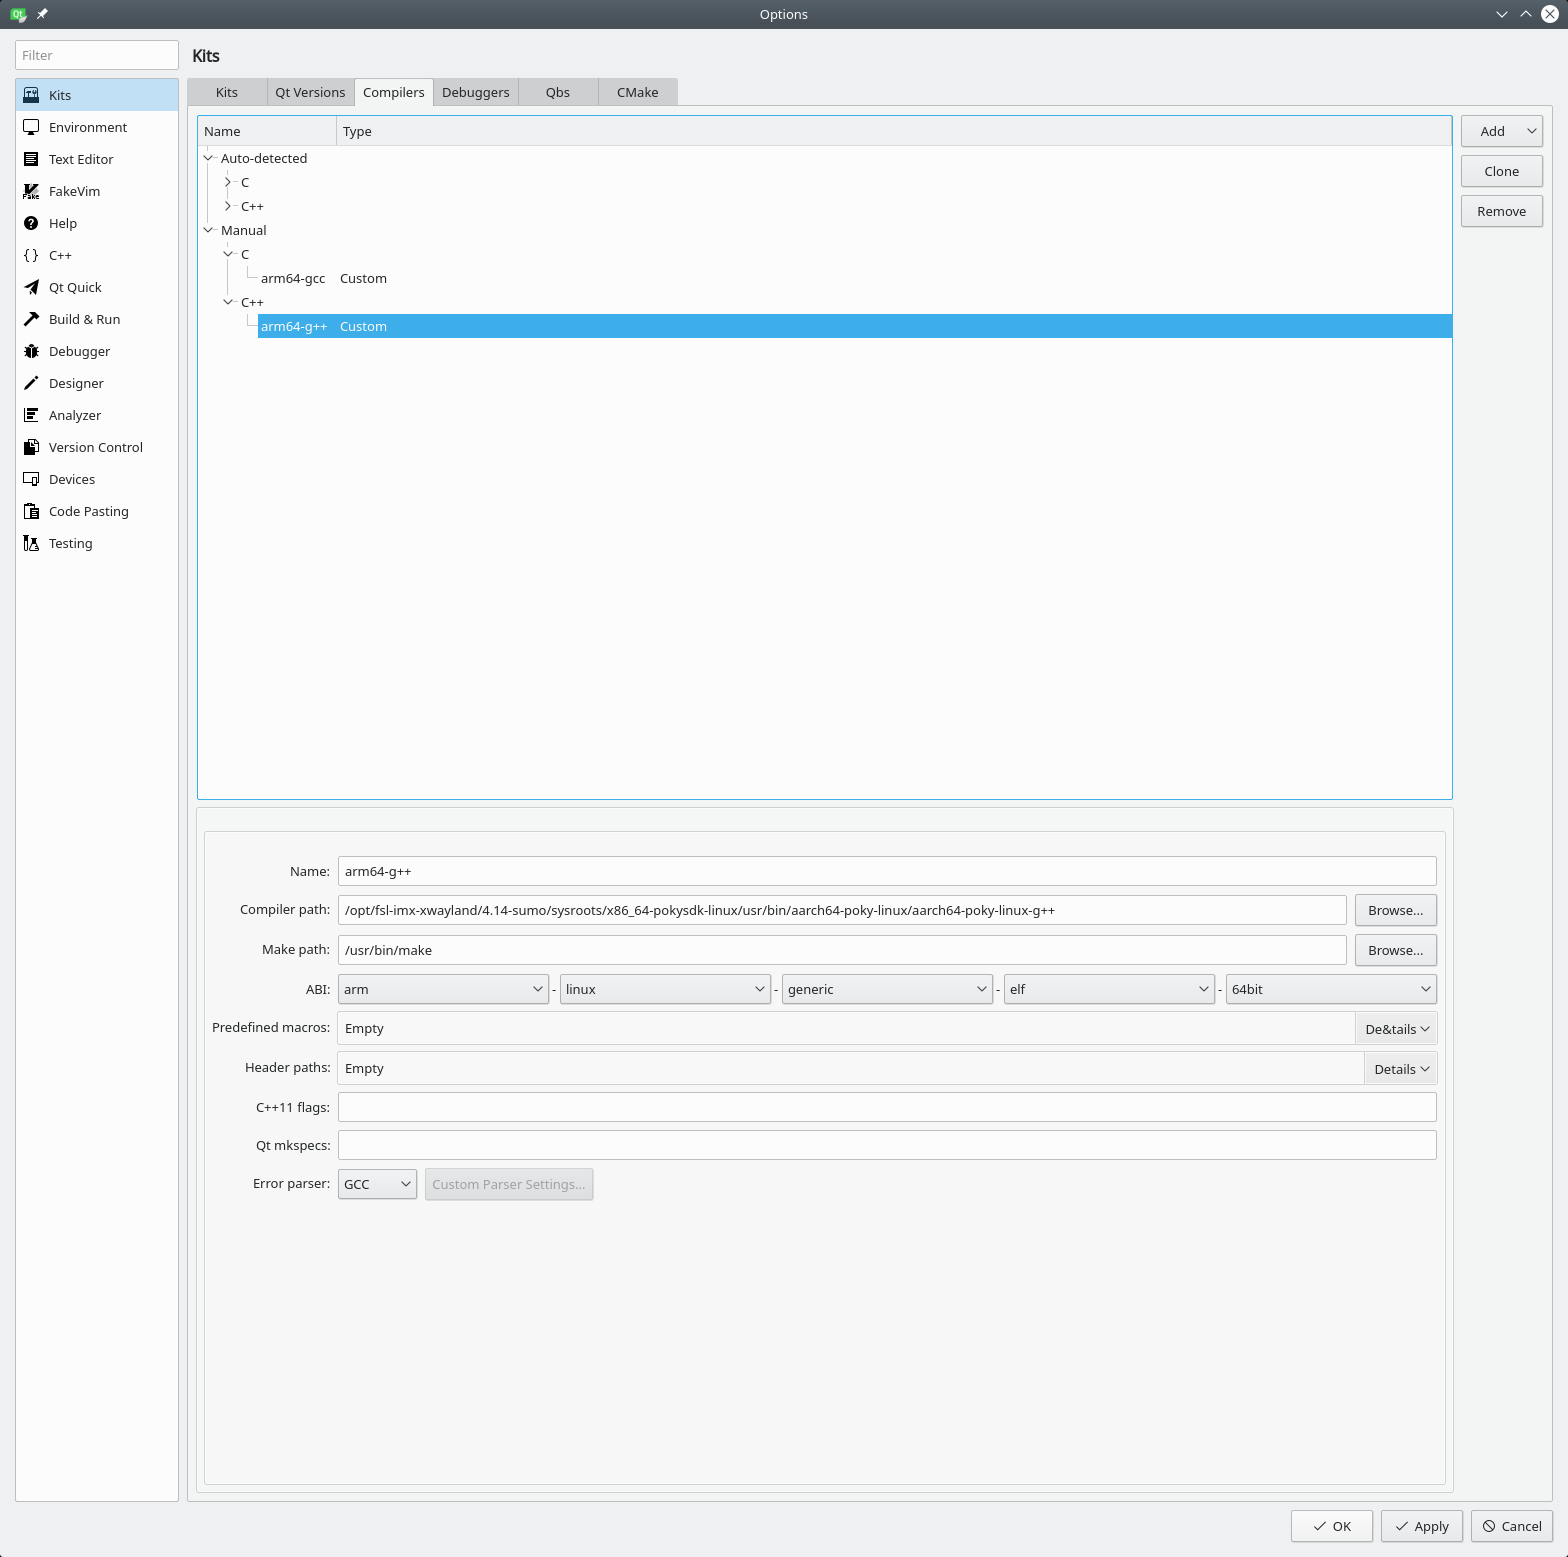 Options
Filter
Kits
Environment
Text Editor
FakeVim
Help
C++
Qt Quick
Build & Run
Debugger
Designer
Analyzer
Version Control
Devices
Code Pasting
Testing
Kits
Kits Qt Versions Compilers Debuggers Qbs CMake
Name Type
Auto-detected
C
C++
Manual
C
arm64-gcc Custom
C++
arm64-g++ Custom
Add
Clone
Remove
Name: arm64-g++
Compiler path: /opt/fsl-imx-xwayland/4.14-sumo/sysroots/x86_64-pokysdk-linux/usr/bin/aarch64-poky-linux/aarch64-poky-linux-g++ Browse...
Make path: /usr/bin/make Browse...
ABI: arm - linux - generic - elf - 64bit
Predefined macros: Empty De&tails
Header paths: Empty Details
C++11 flags:
Qt mkspecs:
Error parser: GCC Custom Parser Settings...
OK Apply Cancel